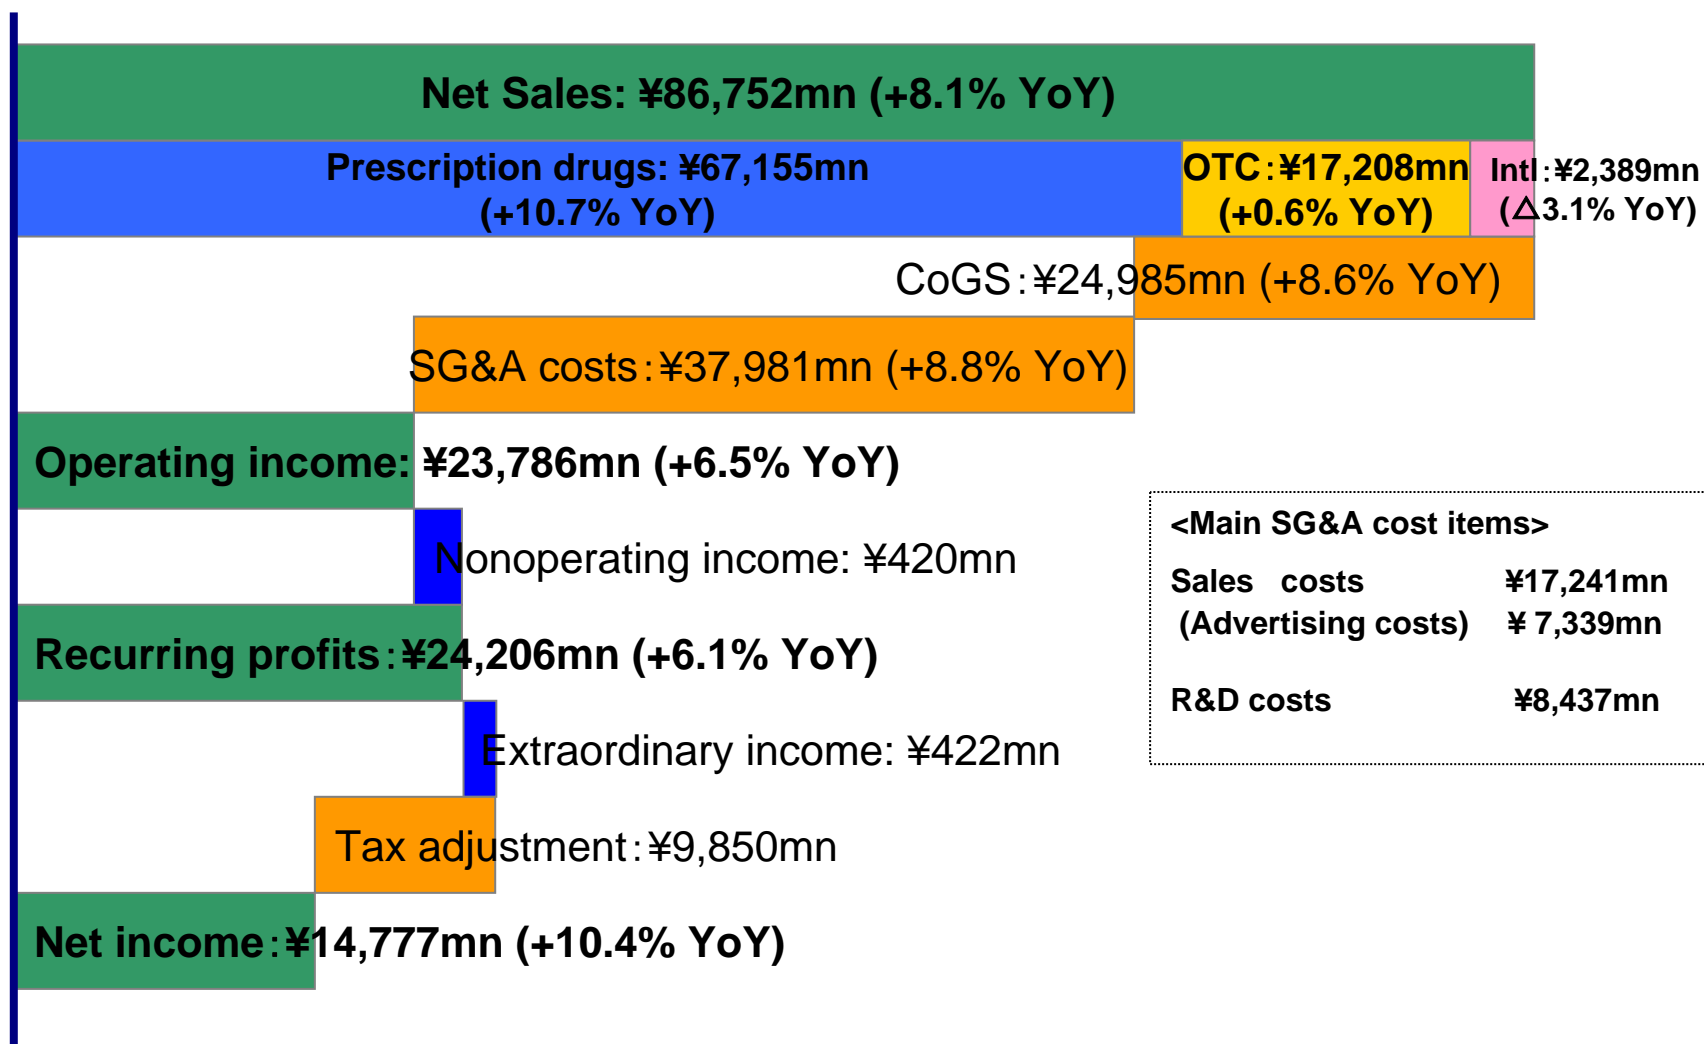 Net Sales: ¥86,752mn (+8.1% YoY)
Prescription drugs: ¥67,155mn
(+10.7% YoY)
OTC：¥17,208mn
(+0.6% YoY)
Intl：¥2,389mn
(△3.1% YoY)
CoGS：¥24,985mn (+8.6% YoY)
SG&A costs：¥37,981mn (+8.8% YoY)
Operating income: ¥23,786mn (+6.5% YoY)
Nonoperating income: ¥420mn
Recurring profits：¥24,206mn (+6.1% YoY)
Extraordinary income: ¥422mn
Tax adjustment：¥9,850mn
Net income：¥14,777mn (+10.4% YoY)
<Main SG&A cost items>
Sales costs ¥17,241mn
(Advertising costs) ¥ 7,339mn
R&D costs ¥8,437mn